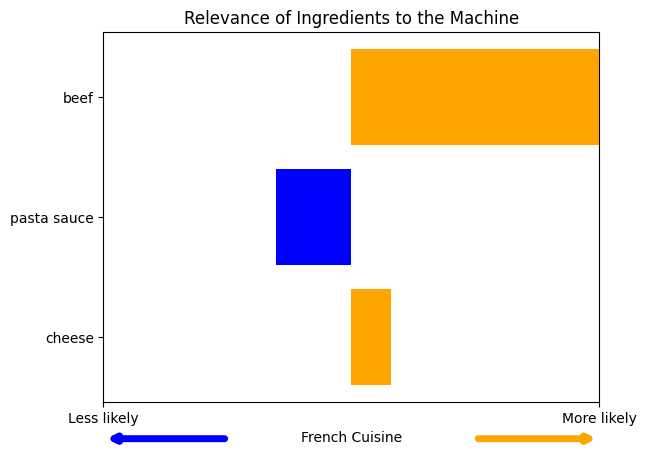 Relevance of Ingredients to the Machine
beef
pasta sauce
cheese
Less likely
More likely
French Cuisine